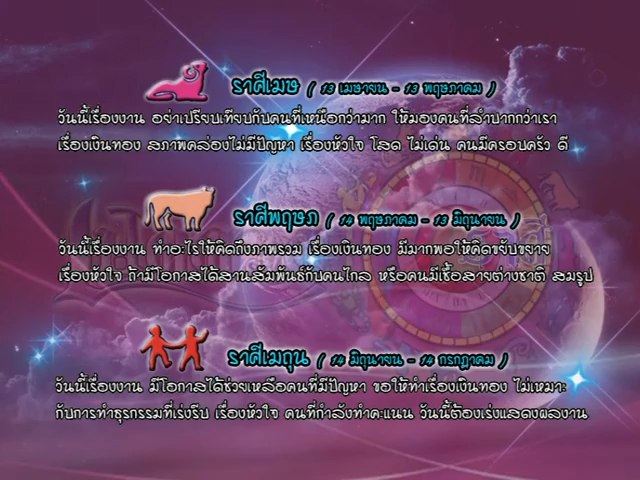 ราศีเมษ ( 13 เมษายน - 13 พฤษภาคม )
วันนี้เรื่องงาน อย่าเปรียบเทียบกับคนที่เหนือกว่ามาก ให้มองคนที่ลำบากกว่าเรา
เรื่องเงินทอง สภาพคล่องไม่มีปัญหา เรื่องหัวใจ โสด ไม่เด่น คนมีครอบครัว ดี
ราศีพฤษภ ( 14 พฤษภาคม - 13 มิถุนายน )
วันนี้เรื่องงาน ทำอะไรให้คิดถึงภาพรวม เรื่องเงินทอง มีมากพอให้คิดขยับขยาย
เรื่องหัวใจ ถ้ามีโอกาสได้สานสัมพันธ์กับคนไกล หรือคนมีเชื้อสายต่างชาติ สมรูป
ราศีเมถุน ( 14 มิถุนายน - 14 กรกฎาคม )
วันนี้เรื่องงาน มีโอกาสได้ช่วยเหลือคนที่มีปัญหา ขอให้ทำเรื่องเงินทอง ไม่เหมาะ
กับการทำธุรกรรมที่เร่งรีบ เรื่องหัวใจ คนที่กำลังทำคะแนน วันนี้ต้องเร่งแสดงผลงาน